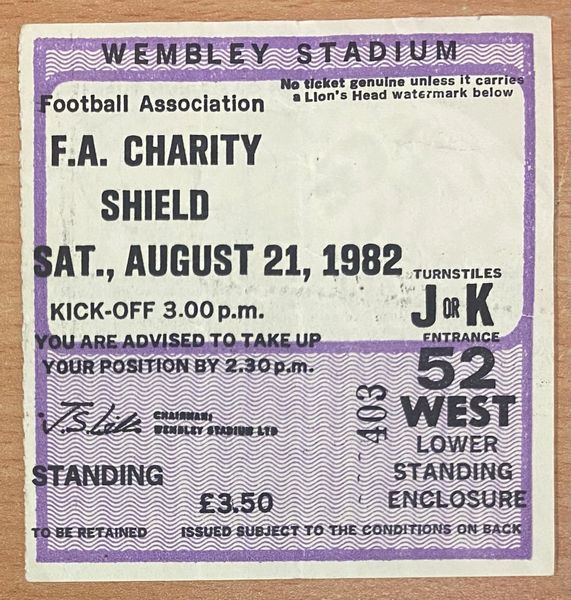 WEMBLEY STADIUM
No ticket genuine unless it carries
a Lion's Head watermark below
Football Association
F.A. CHARITY
SHIELD
SAT., AUGUST 21, 1982
TURNSTILES
J OR K
KICK-OFF 3.00 p.m.
ENTRANCE
YOU ARE ADVISED TO TAKE UP
YOUR POSITION BY 2.30 p.m.
52
WEST
CHAIRMAN:
WEMBLEY STADIUM LTD
403
LOWER
STANDING
ENCLOSURE
STANDING
£3.50
TO BE RETAINED
ISSUED SUBJECT TO THE CONDITIONS ON BACK